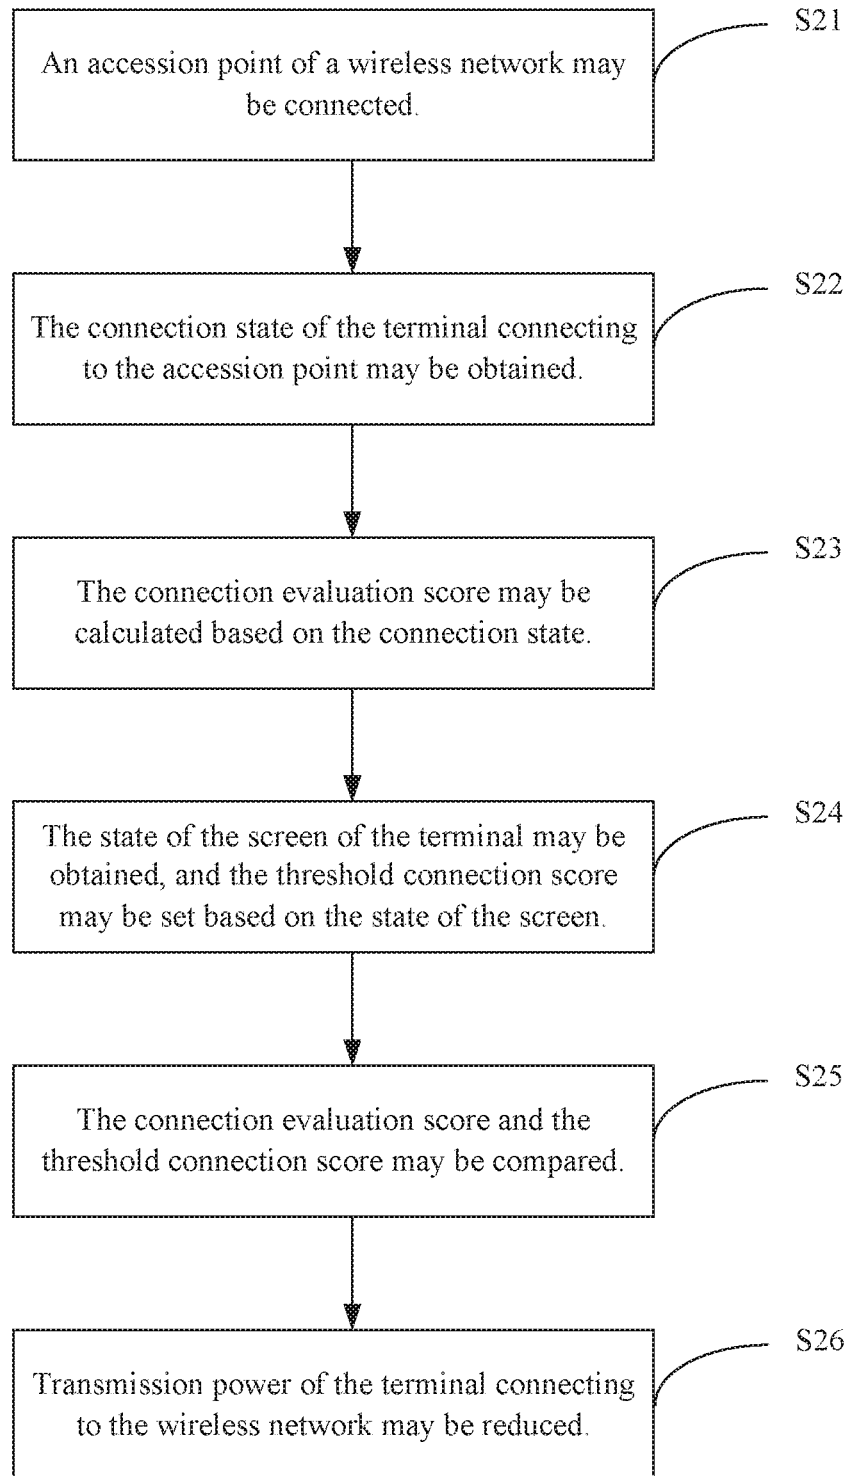 S21
An accession point of a wireless network may
be connected.
S22
The connection state of the terminal connecting
to the accession point may be obtained.
S23
The connection evaluation score may be
calculated based on the connection state.
S24
The state of the screen of the terminal may be
obtained, and the threshold connection score
may be set based on the state of the screen.
S25
The connection evaluation score and the
threshold connection score may be compared.
S26
Transmission power of the terminal connecting
to the wireless network may be reduced.